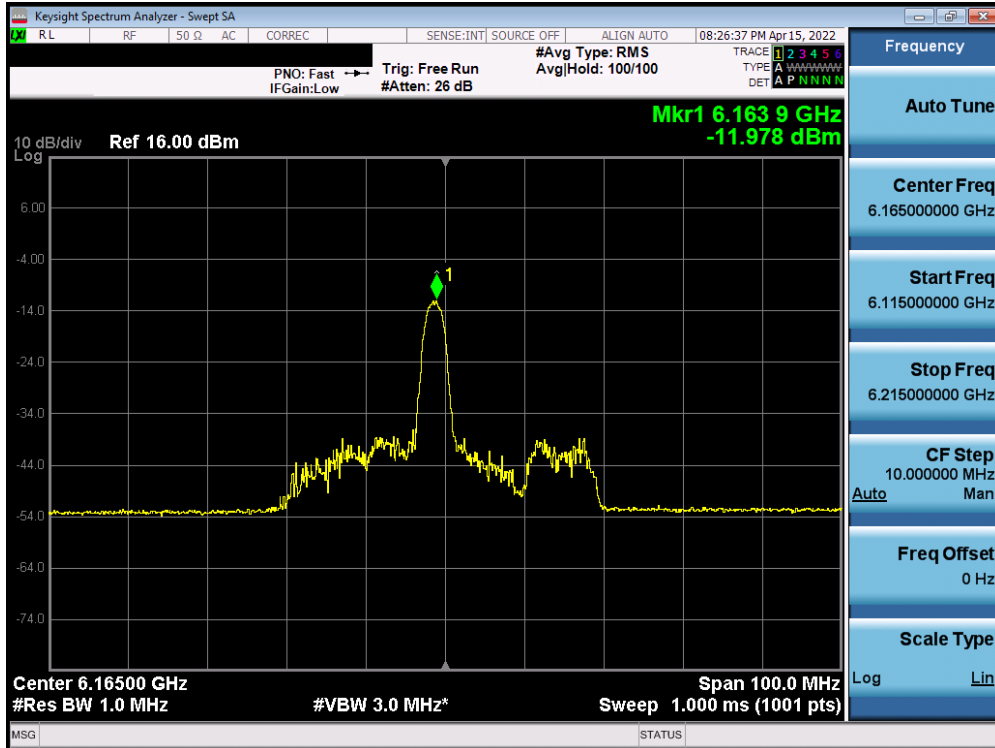 Keysight Spectrum Analyzer - Swept SA
LXI RL RF 50 Ω AC CORREC SENSE:INT SOURCE OFF ALIGN AUTO 08:26:37 PM Apr 15, 2022
PNO: Fast
IFGain:Low
Trig: Free Run
#Atten: 26 dB
#Avg Type: RMS
Avg|Hold: 100/100
TRACE 1 2 3 4 5 6
TYPE A WWWWW
DET A P N N N N
Mkr1 6.163 9 GHz
-11.978 dBm
10 dB/div Ref 16.00 dBm
Log
6.00
-4.00
-14.0
-24.0
-34.0
-44.0
-54.0
-64.0
-74.0
1
Center 6.16500 GHz
#Res BW 1.0 MHz
#VBW 3.0 MHz*
Span 100.0 MHz
Sweep 1.000 ms (1001 pts)
MSG STATUS
Frequency
Auto Tune
Center Freq
6.165000000 GHz
Start Freq
6.115000000 GHz
Stop Freq
6.215000000 GHz
CF Step
10.000000 MHz
Auto Man
Freq Offset
0 Hz
Scale Type
Log Lin